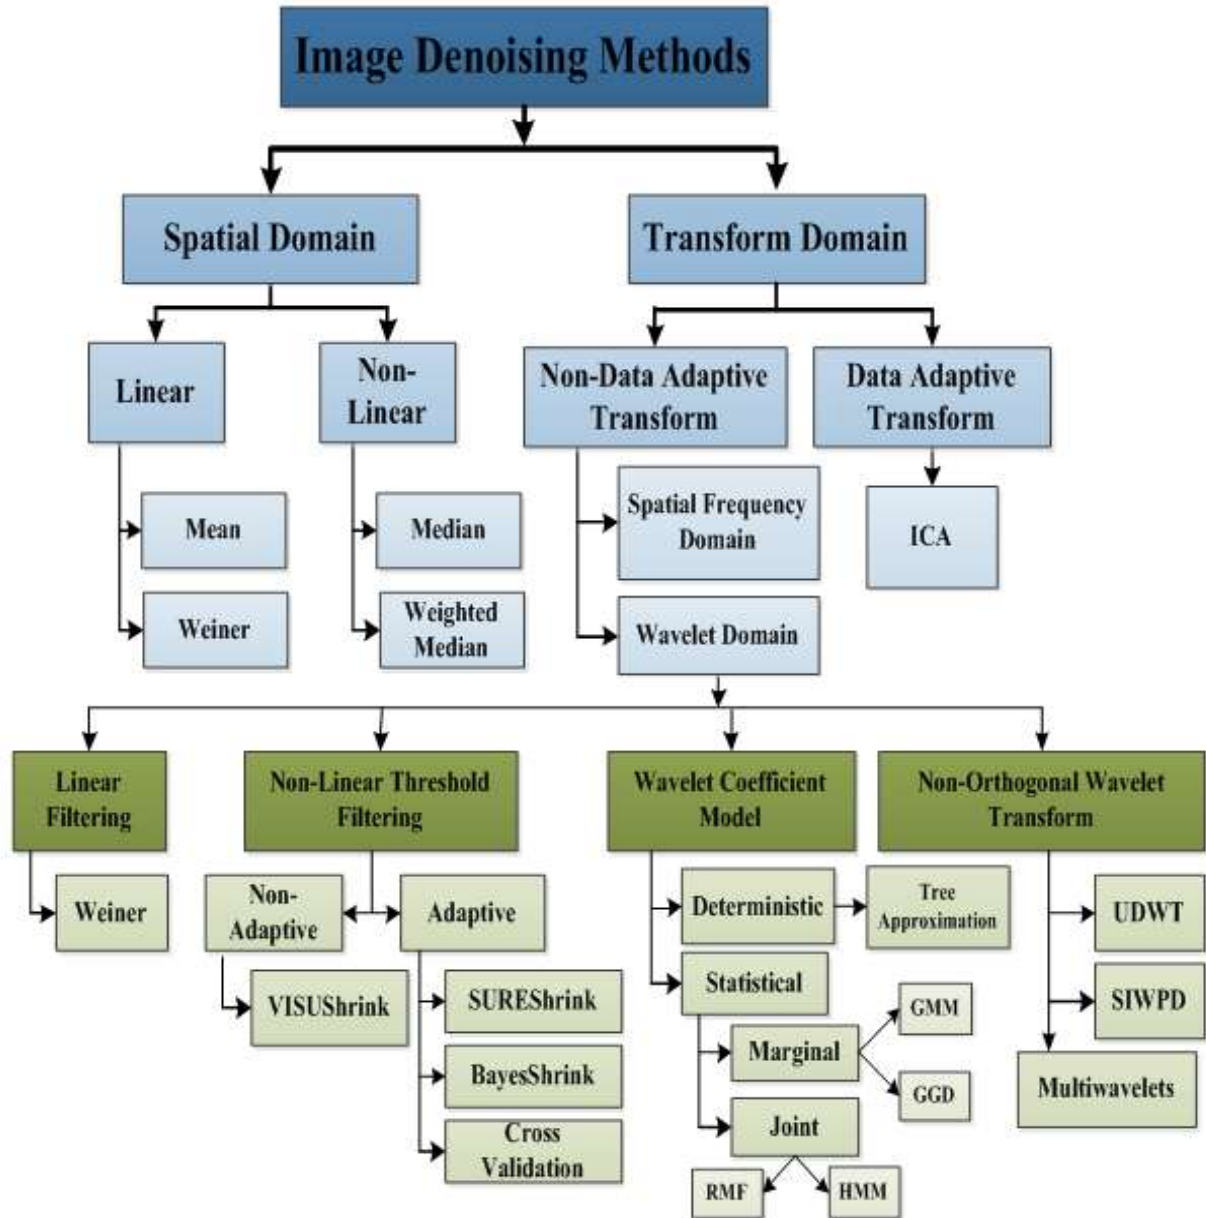 Image Denoising Methods
Spatial Domain
Transform Domain
Linear
Non-
Linear
Non-Data Adaptive
Transform
Data Adaptive
Transform
Mean
Median
Spatial Frequency
Domain
ICA
Weiner
Weighted
Median
Wavelet Domain
Linear
Filtering
Non-Linear Threshold
Filtering
Wavelet Coefficient
Model
Non-Orthogonal Wavelet
Transform
Weiner
Non-
Adaptive
Adaptive
Deterministic
Tree
Approximation
UDWT
VISUShrink
SUREShrink
Statistical
SIWPD
GMM
BayesShrink
Marginal
GGD
Multiwavelets
Cross
Validation
Joint
RMF
HMM